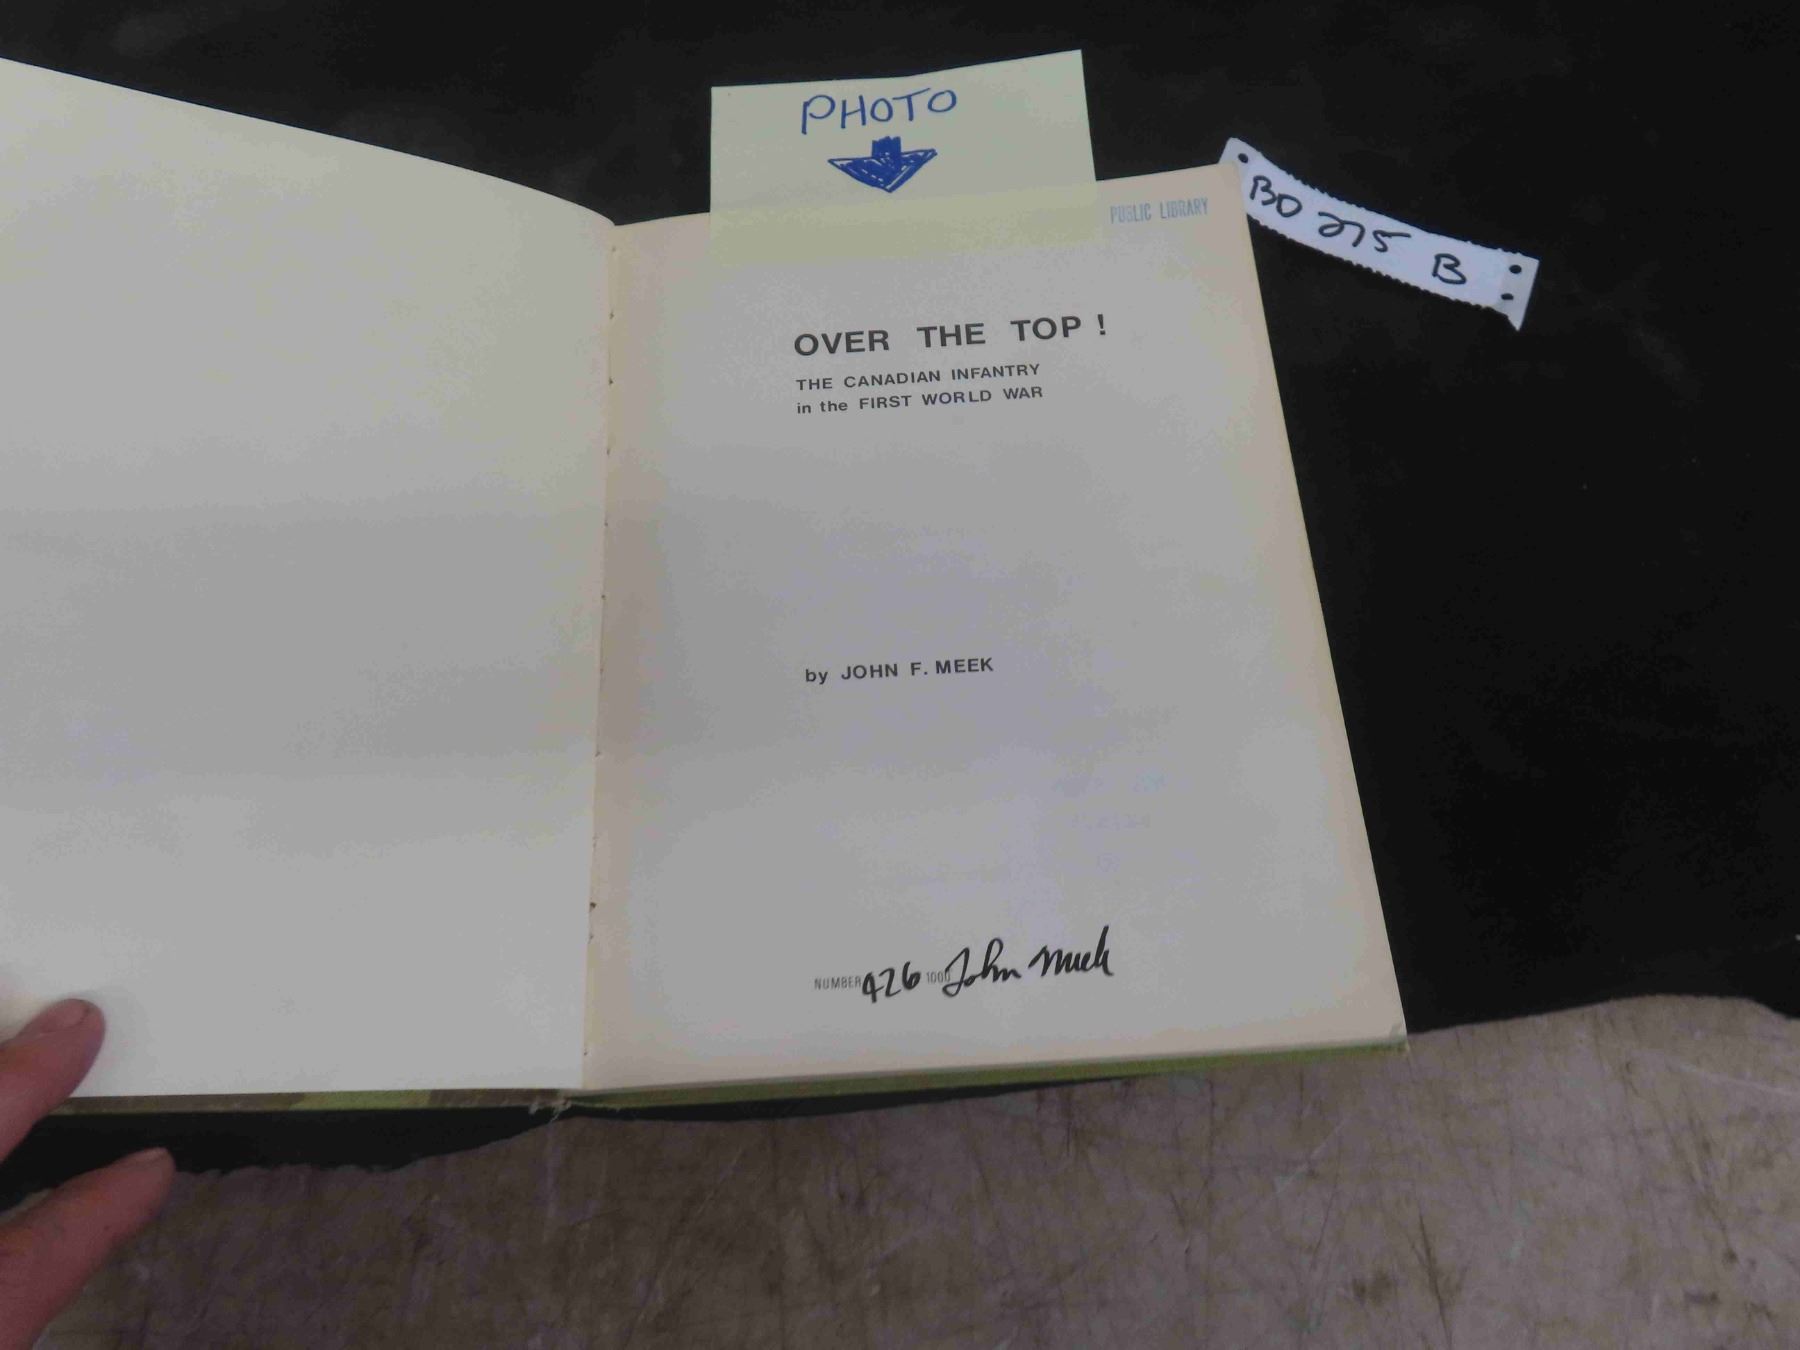 PHOTO
PUBLIC LIBRARY
BO 275 B
OVER THE TOP !
THE CANADIAN INFANTRY
in the FIRST WORLD WAR
by JOHN F. MEEK
NUMBER 426 1000 John Meek